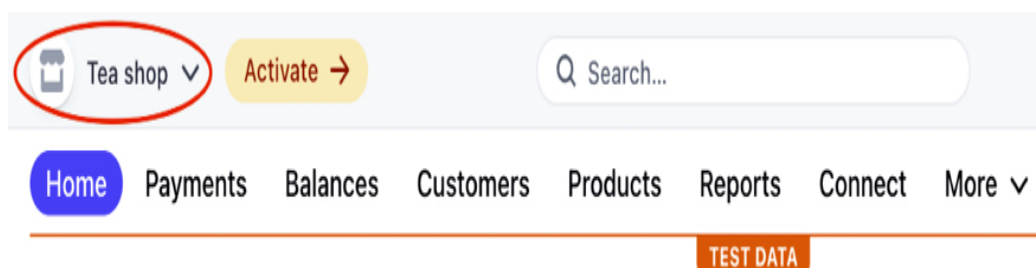 Tea shop
Activate →
Search...
Home Payments Balances Customers Products Reports Connect More
TEST DATA